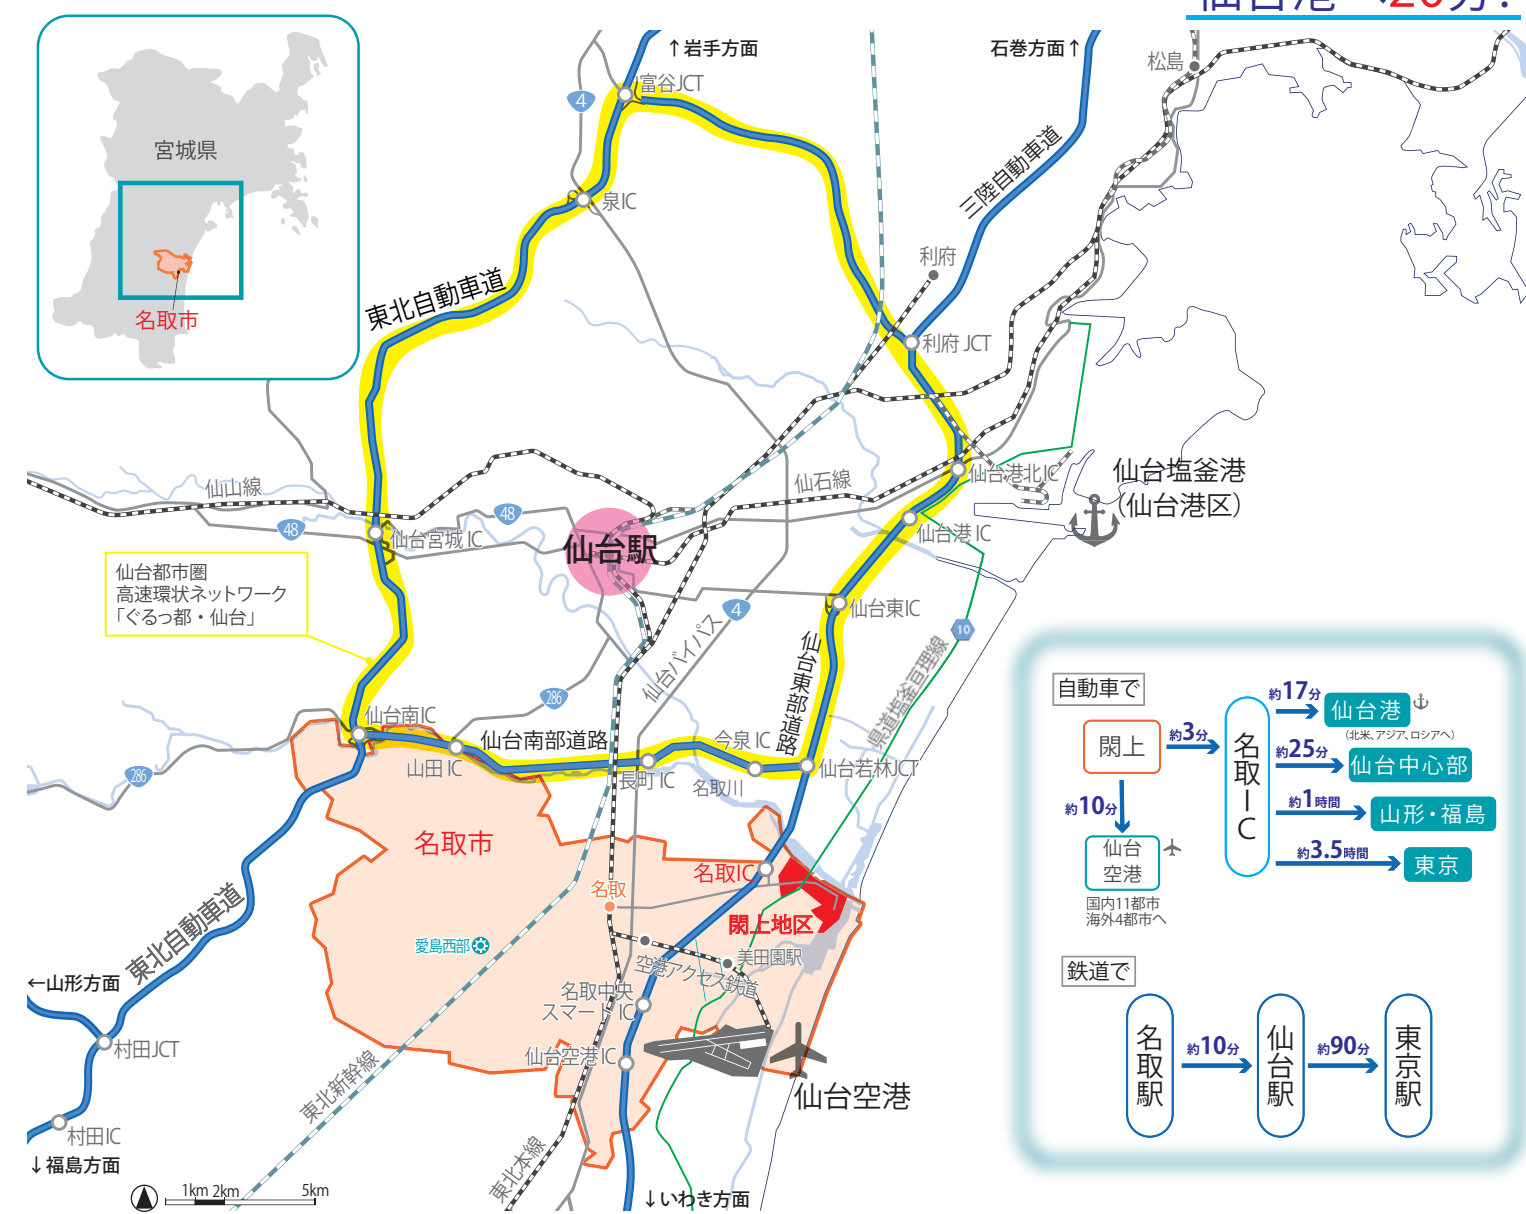 仙台港へ20分!
宮城県
名取市
↑岩手方面
石巻方面↑
松島
富谷JCT
4
三陸自動車道
泉IC
利府
東北自動車道
利府 JCT
仙台港北IC
仙台塩釜港
(仙台港区)
仙山線
仙石線
48
48
仙台宮城 IC
仙台駅
仙台港 IC
仙台都市圏
高速環状ネットワーク
「ぐるっ都・仙台」
4
仙台東IC
10
仙台バイパス
仙台東部道路
県道塩釜亘理線
286
仙台南IC
仙台南部道路
今泉 IC
山田 IC
長町 IC
名取川
仙台若林JCT
286
名取市
名取IC
名取
閖上地区
愛島西部
美田園駅
空港アクセス鉄道
東北自動車道
←山形方面
名取中央
スマート IC
村田JCT
仙台空港 IC
東北新幹線
仙台空港
村田IC
↓福島方面
東北本線
↓いわき方面
1km 2km
5km
自動車で
閖上
約3分
名取IC
約17分
仙台港
(北米、アジア、ロシアへ)
約25分
仙台中心部
約1時間
山形・福島
約3.5時間
東京
約10分
仙台
空港
国内11都市
海外4都市へ
鉄道で
名取駅
約10分
仙台駅
約90分
東京駅